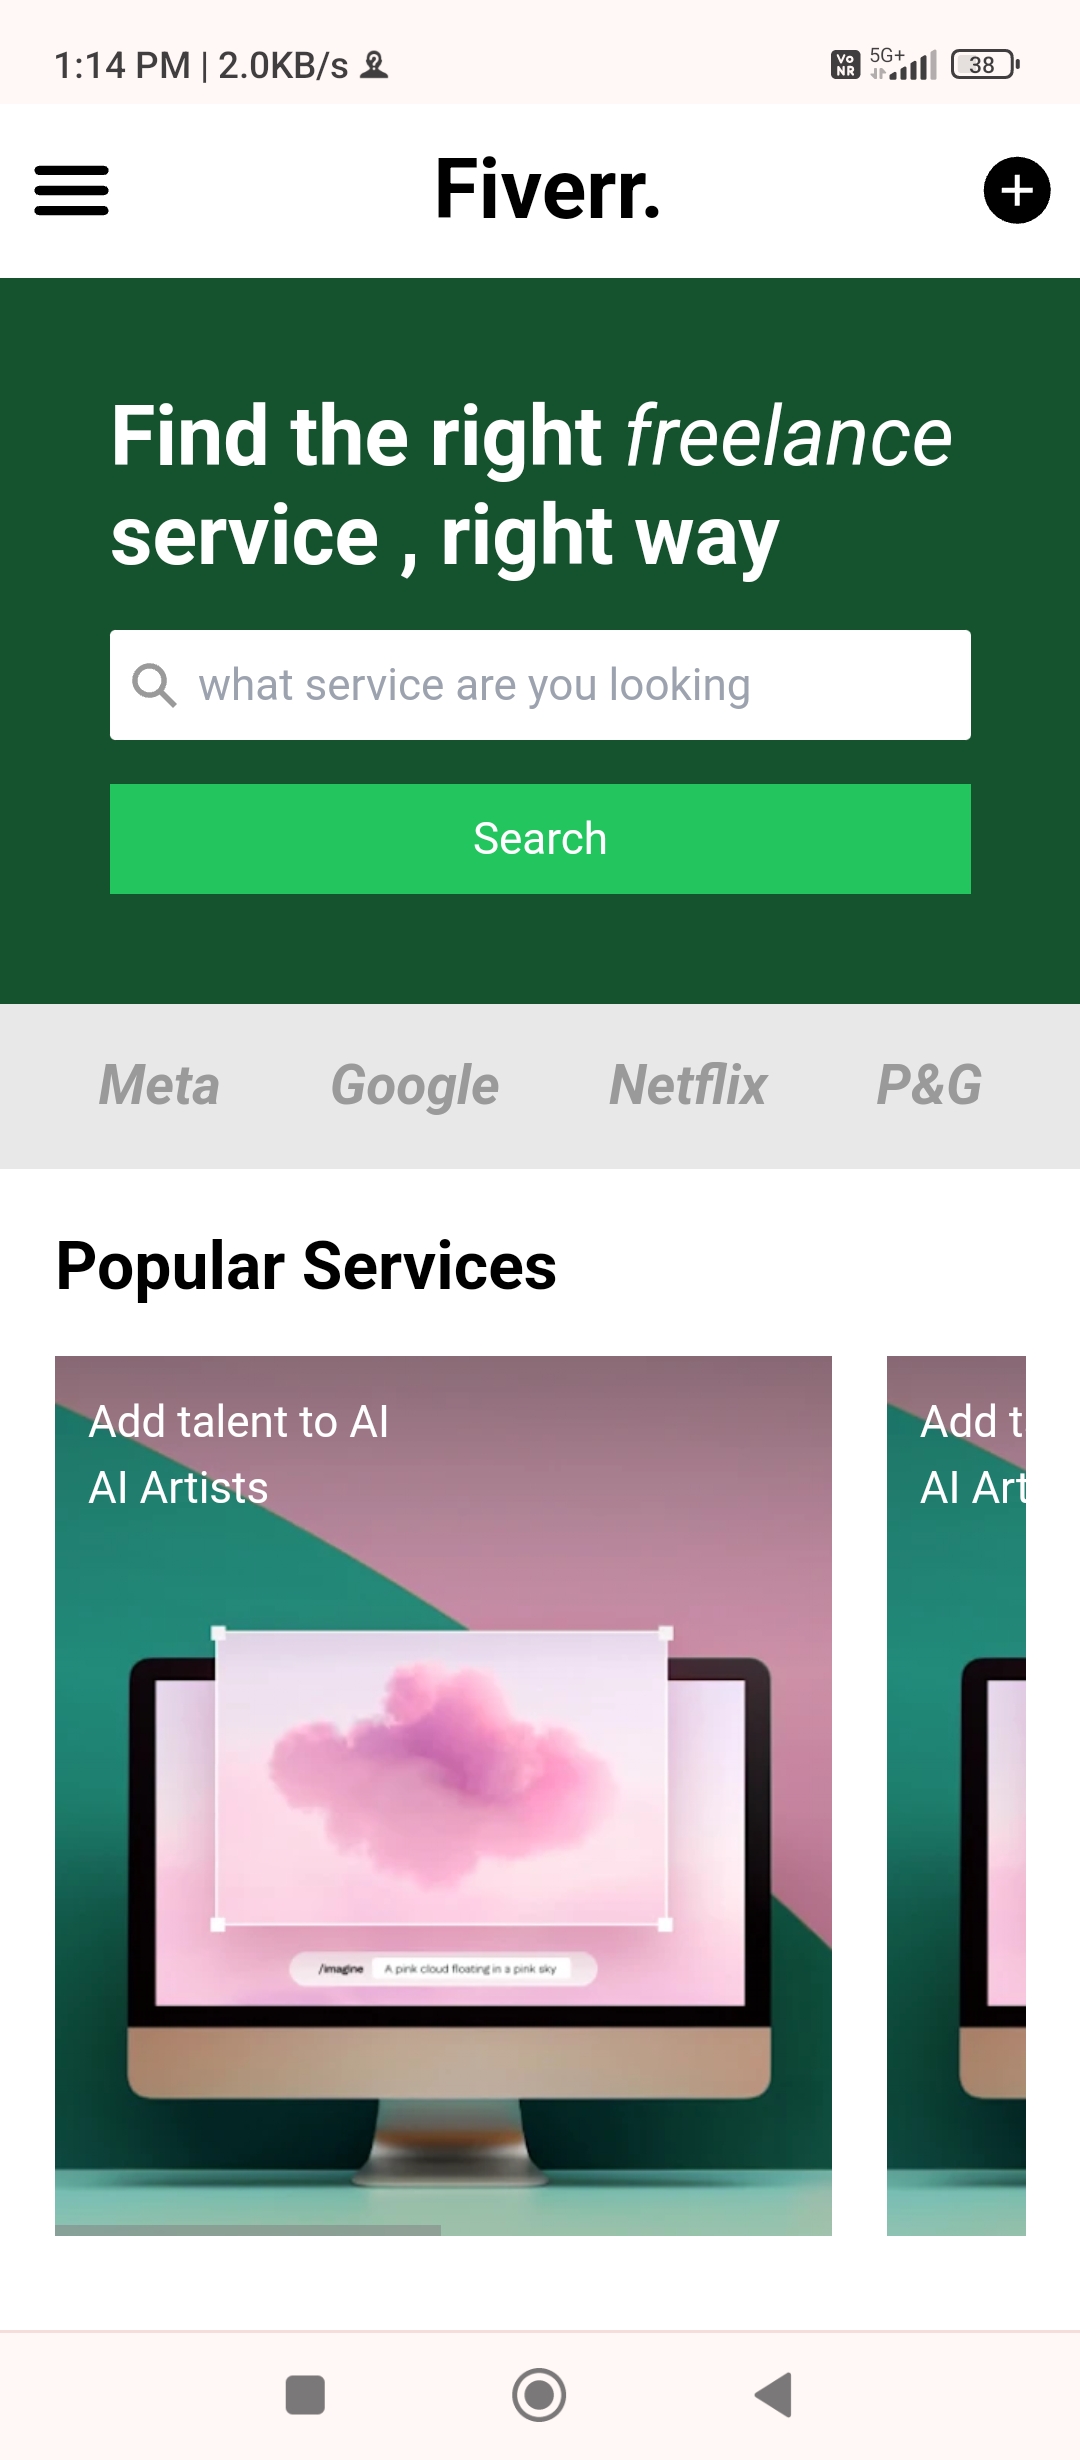 1:14 PM | 2.0KB/s
Vo NR 5G+ 38
Fiverr.
Find the right freelance
service , right way
what service are you looking
Search
Meta Google Netflix P&G
Popular Services
Add talent to AI
AI Artists
Add t
AI Art
/imagine A pink cloud floating in a pink sky